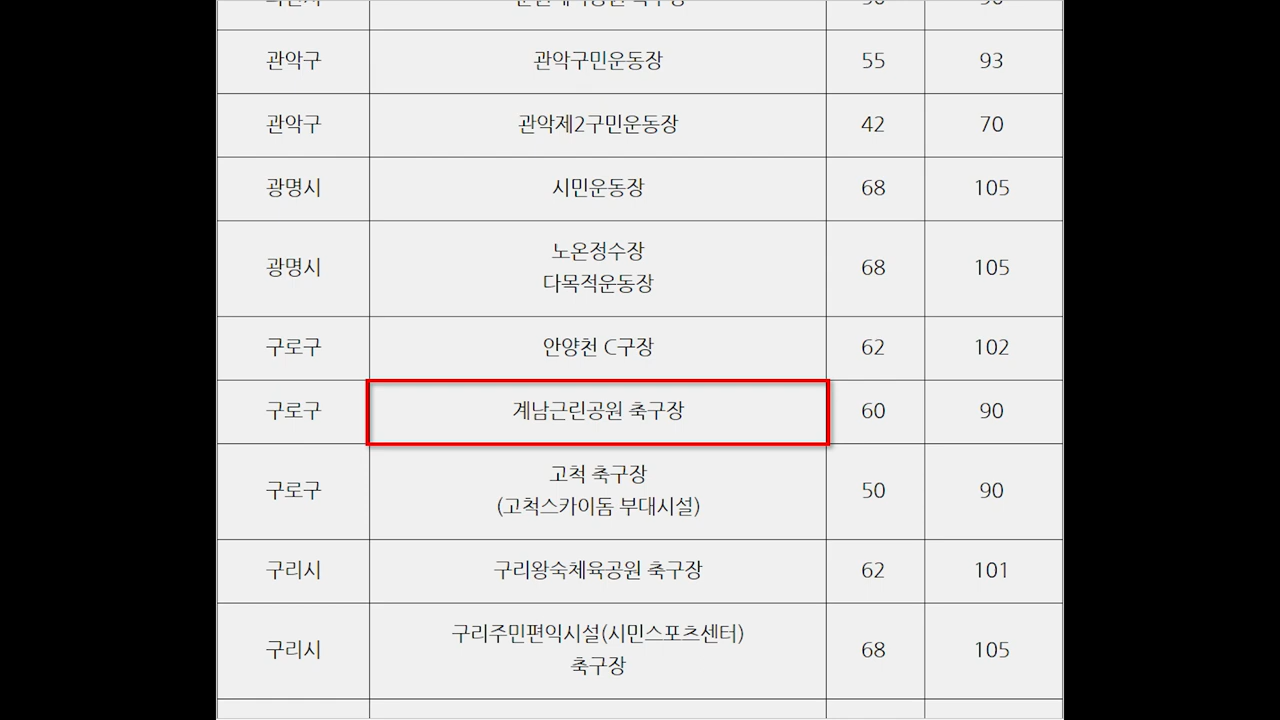 관악구 관악구민운동장 55 93
관악구 관악제2구민운동장 42 70
광명시 시민운동장 68 105
광명시 노온정수장 68 105
다목적운동장
구로구 안양천 C구장 62 102
구로구 계남근린공원 축구장 60 90
구로구 고척 축구장 50 90
(고척스카이돔 부대시설)
구리시 구리왕숙체육공원 축구장 62 101
구리시 구리주민편익시설(시민스포츠센터) 68 105
축구장